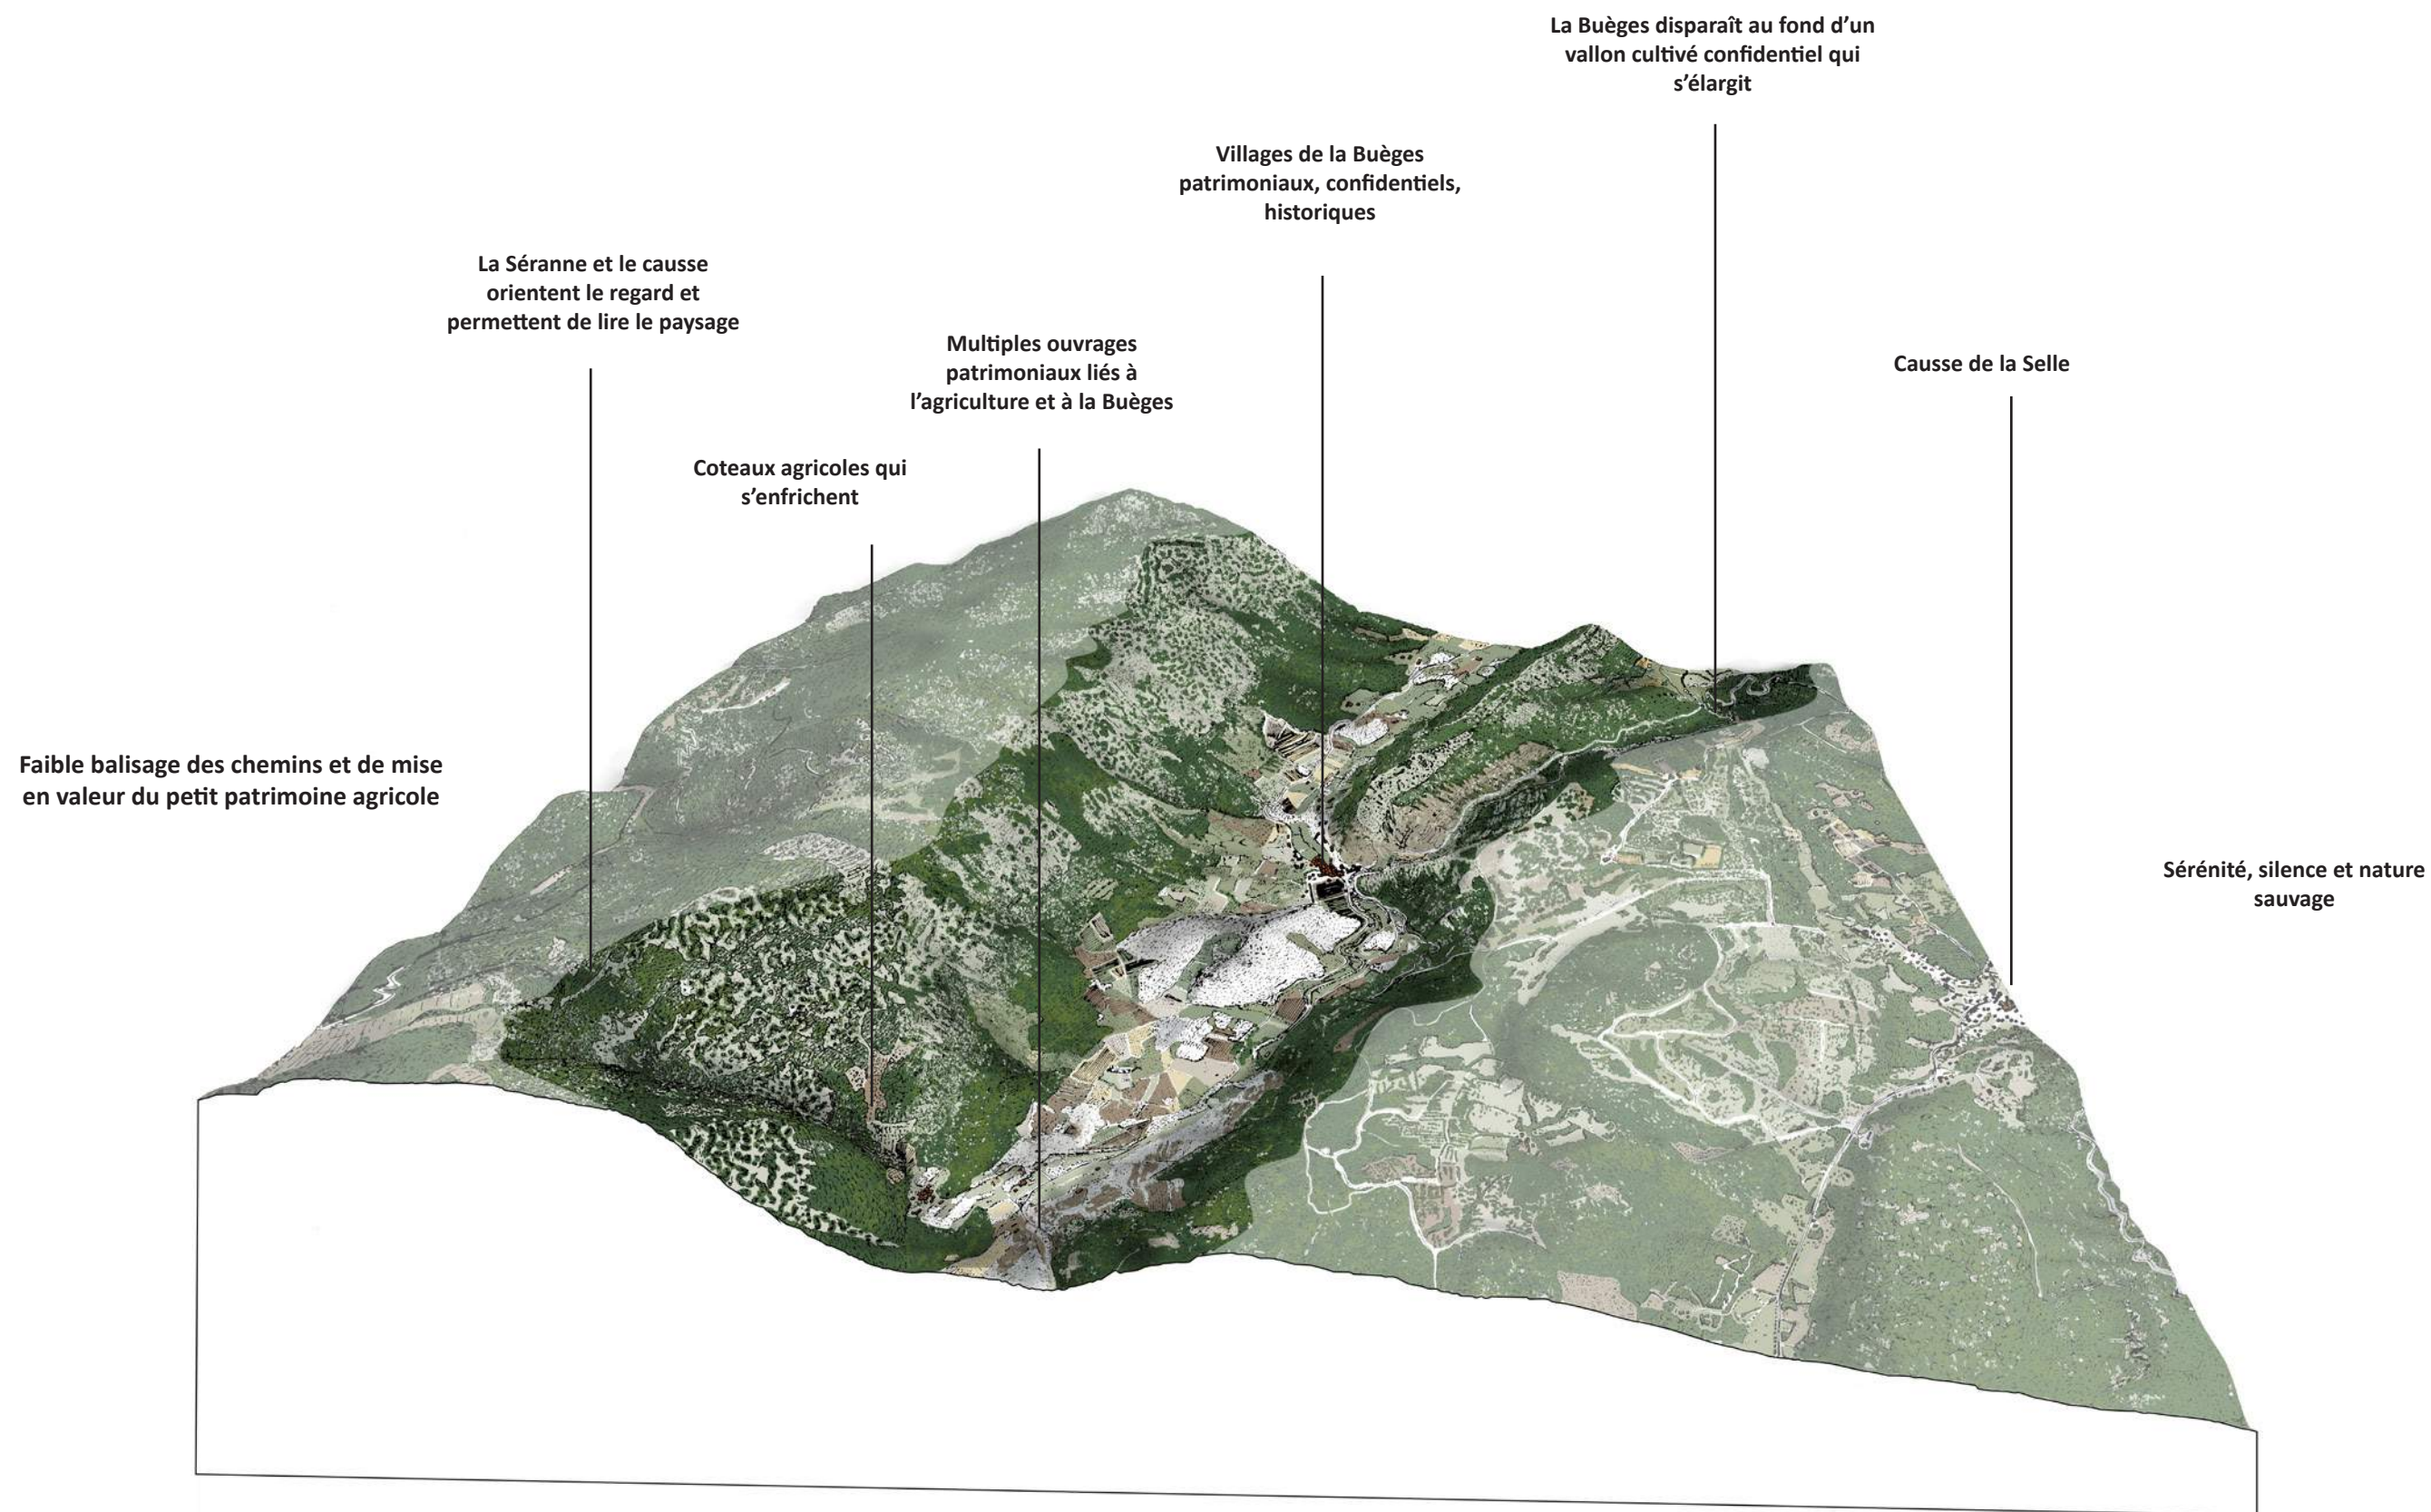 La Buèges disparaît au fond d’un
vallon cultivé confidentiel qui
s’élargit
Villages de la Buèges
patrimoniaux, confidentiels,
historiques
La Séranne et le causse
orientent le regard et
permettent de lire le paysage
Multiples ouvrages
patrimoniaux liés à
l’agriculture et à la Buèges
Causse de la Selle
Coteaux agricoles qui
s’enfrichent
Faible balisage des chemins et de mise
en valeur du petit patrimoine agricole
Sérénité, silence et nature
sauvage